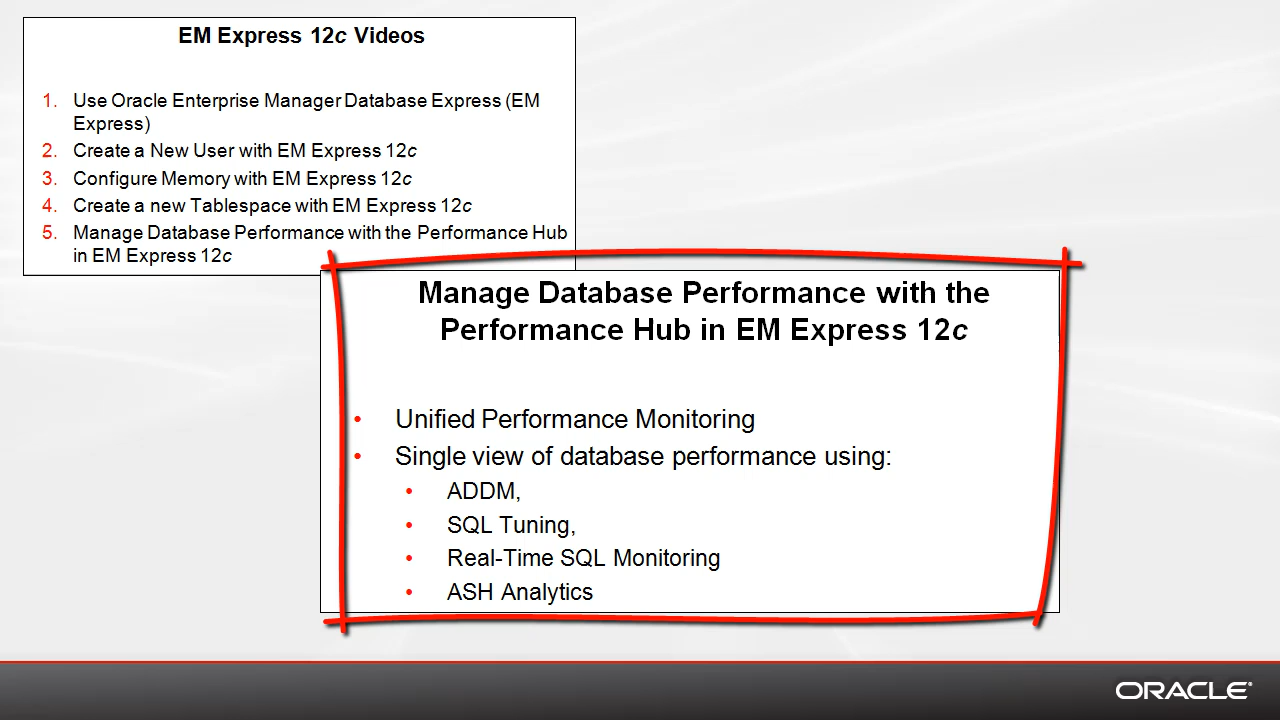 EM Express 12c Videos
1. Use Oracle Enterprise Manager Database Express (EM
Express)
2. Create a New User with EM Express 12c
3. Configure Memory with EM Express 12c
4. Create a new Tablespace with EM Express 12c
5. Manage Database Performance with the Performance Hub
in EM Express 12c
Manage Database Performance with the
Performance Hub in EM Express 12c
• Unified Performance Monitoring
• Single view of database performance using:
• ADDM,
• SQL Tuning,
• Real-Time SQL Monitoring
• ASH Analytics
ORACLE®